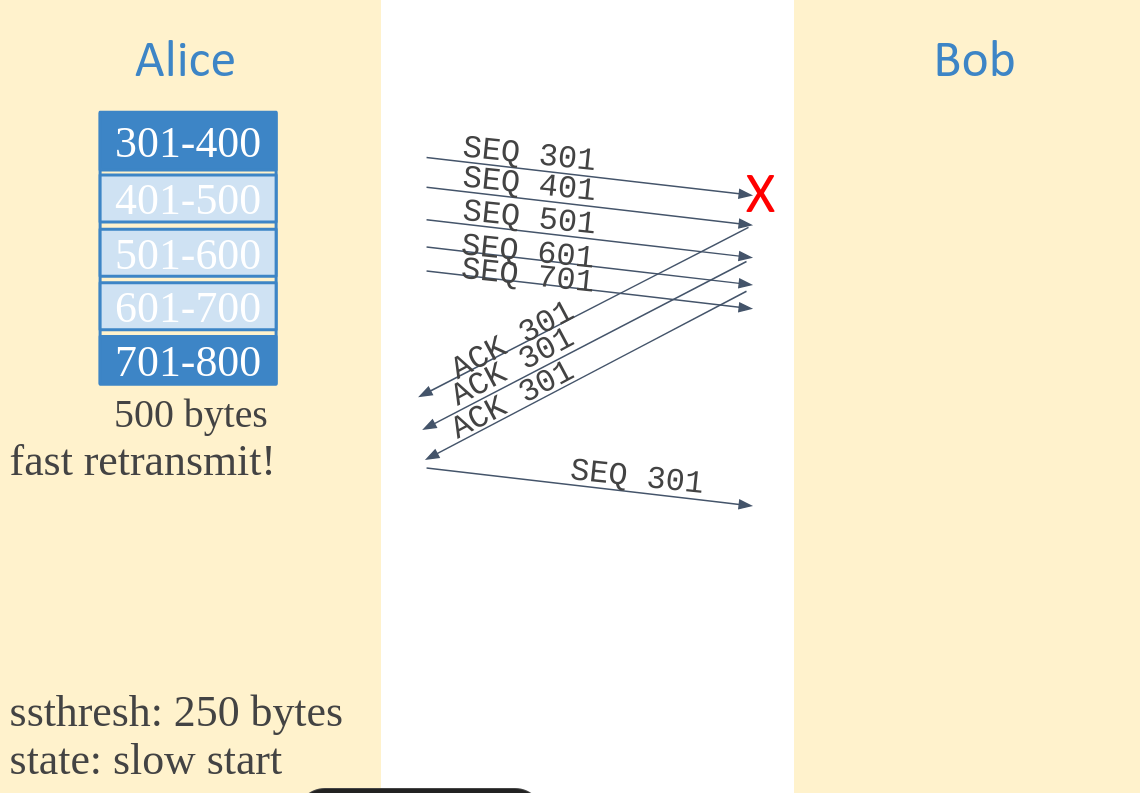 Alice
Bob
301-400
401-500
501-600
601-700
701-800
500 bytes
fast retransmit!
SEQ 301
SEQ 401
SEQ 501
SEQ 601
SEQ 701
X
ACK 301
ACK 301
ACK 301
SEQ 301
ssthresh: 250 bytes
state: slow start